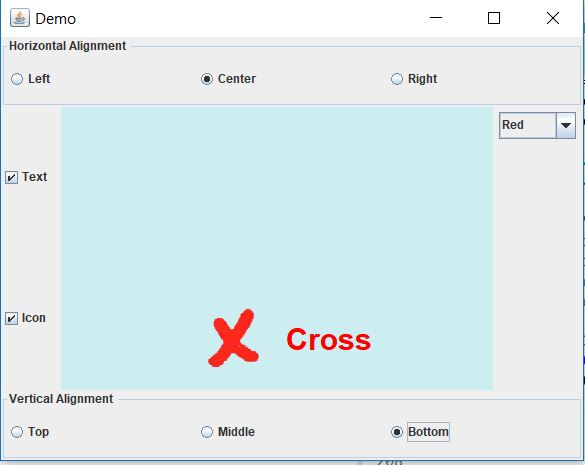 Demo
Horizontal Alignment
Left Center Right
Red
Text
Icon
Cross
Vertical Alignment
Top Middle Bottom